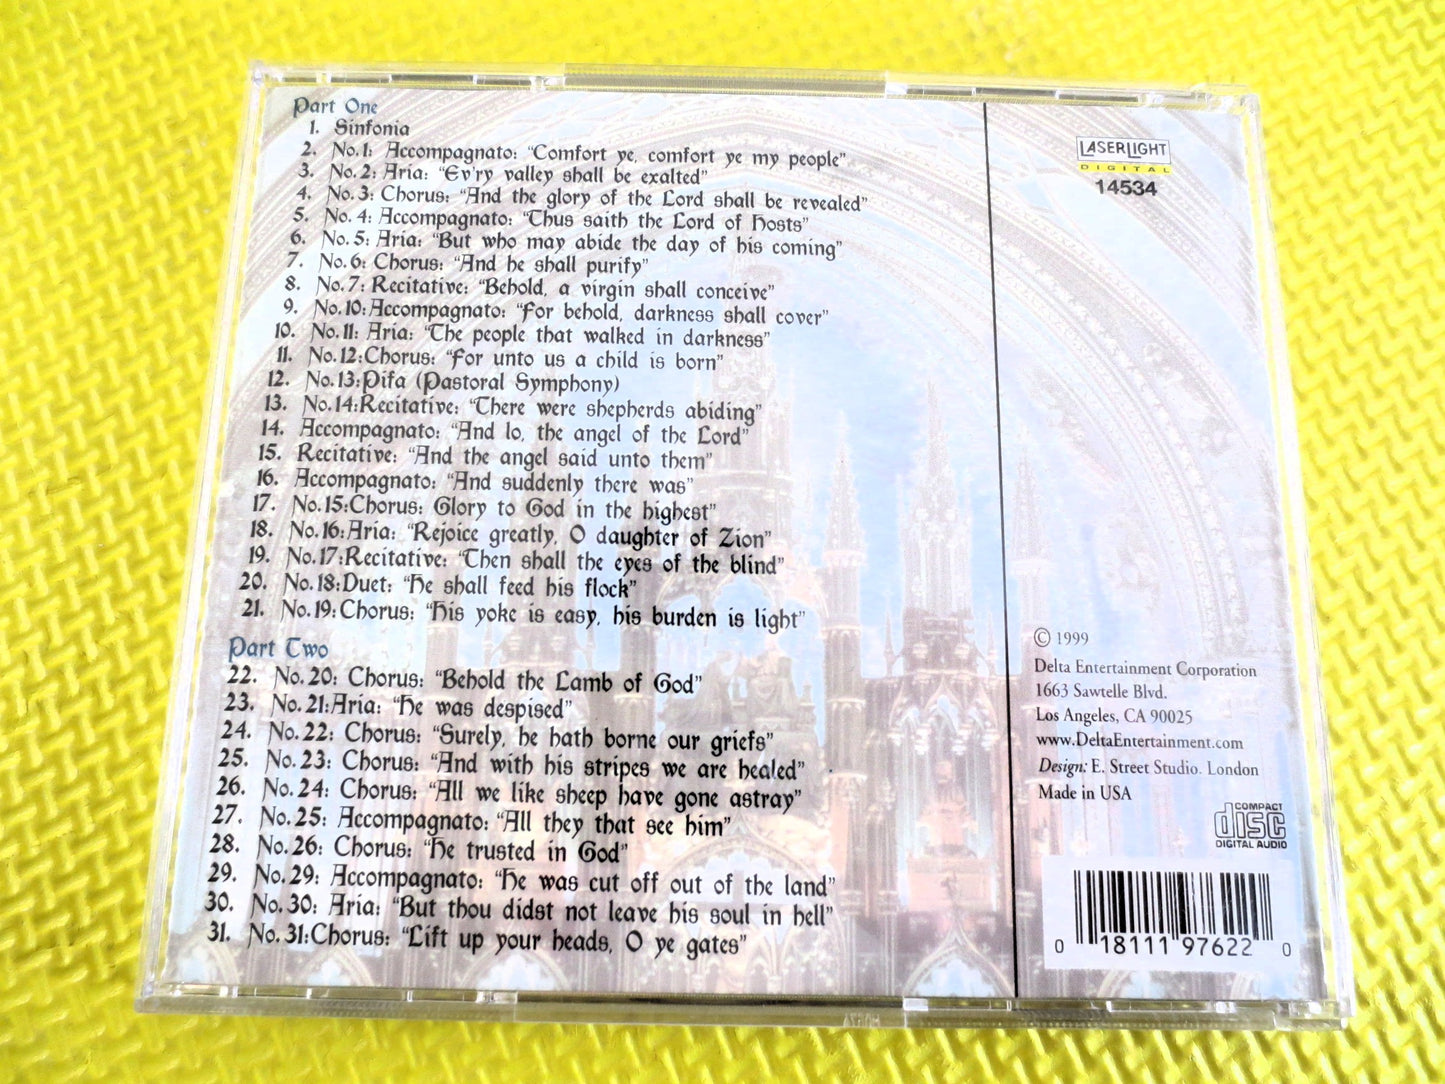 Part One
1. Sinfonia
2. No.1: Accompagnato: "Comfort ye, comfort ye my people"
3. No.2: Aria: "Ev'ry valley shall be exalted"
4. No.3: Chorus: "And the glory of the Lord shall be revealed"
5. No.4: Accompagnato: "Thus saith the Lord of hosts"
6. No.5: Aria: "But who may abide the day of his coming"
7. No.6: Chorus: "And he shall purify"
8. No.7: Recitative: "Behold, a virgin shall conceive"
9. No.10:Accompagnato: "For behold, darkness shall cover"
10. No.11: Aria: "The people that walked in darkness"
11. No.12:Chorus: "For unto us a child is born"
12. No.13:Pifa (Pastoral Symphony)
13. No.14:Recitative: "There were shepherds abiding"
14. Accompagnato: "And lo, the angel of the Lord"
15. Recitative: "And the angel said unto them"
16. Accompagnato: "And suddenly there was"
17. No.15:Chorus: Glory to God in the highest"
18. No.16:Aria: "Rejoice greatly, O daughter of Zion"
19. No.17:Recitative: "Then shall the eyes of the blind"
20. No.18:Duet: "He shall feed his flock"
21. No.19:Chorus: "His yoke is easy, his burden is light"
Part Two
22. No.20: Chorus: "Behold the Lamb of God"
23. No.21:Aria: "He was despised"
24. No.22: Chorus: "Surely, he hath borne our griefs"
25. No.23: Chorus: "And with his stripes we are healed"
26. No.24: Chorus: "All we like sheep have gone astray"
27. No.25: Accompagnato: "All they that see him"
28. No.26: Chorus: "He trusted in God"
29. No.29: Accompagnato: "He was cut off out of the land"
30. No.30: Aria: "But thou didst not leave his soul in hell"
31. No.31:Chorus: "Lift up your heads, O ye gates"
LASERLIGHT
DIGITAL
14534
© 1999
Delta Entertainment Corporation
1663 Sawtelle Blvd.
Los Angeles, CA 90025
www.DeltaEntertainment.com
Design: E. Street Studio. London
Made in USA
COMPACT
disc
DIGITAL AUDIO
0 18111 97622 0